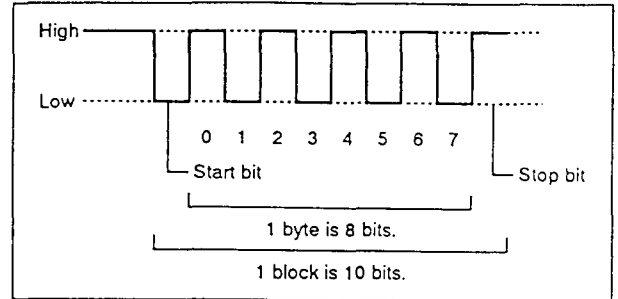 High
Low
0 1 2 3 4 5 6 7
Start bit
Stop bit
1 byte is 8 bits.
1 block is 10 bits.